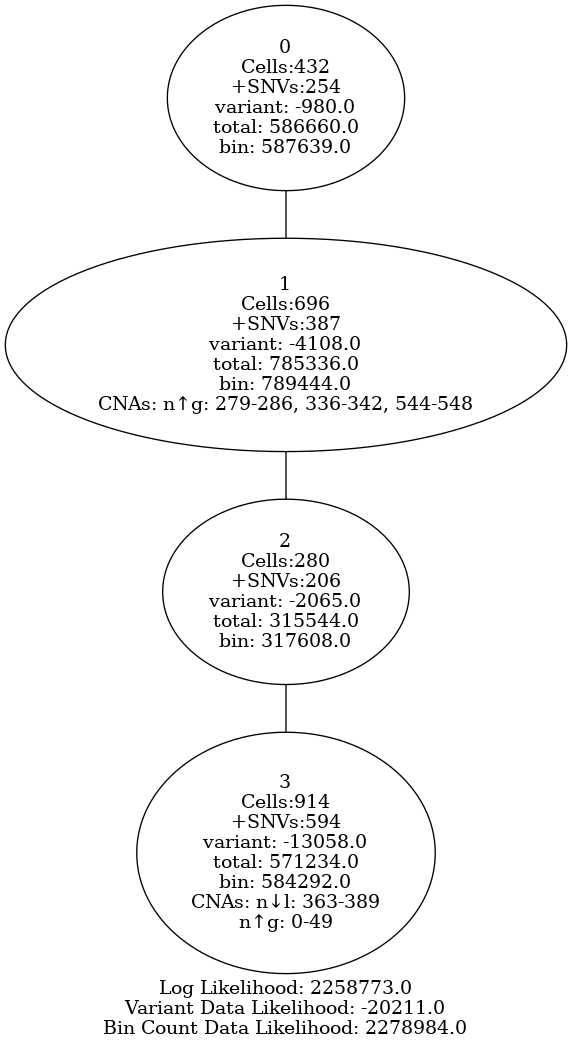 0
Cells:432
+SNVs:254
variant: -980.0
total: 586660.0
bin: 587639.0
1
Cells:696
+SNVs:387
variant: -4108.0
total: 785336.0
bin: 789444.0
CNAs: n↑g: 279-286, 336-342, 544-548
2
Cells:280
+SNVs:206
variant: -2065.0
total: 315544.0
bin: 317608.0
3
Cells:914
+SNVs:594
variant: -13058.0
total: 571234.0
bin: 584292.0
CNAs: n↓l: 363-389
n↑g: 0-49
Log Likelihood: 2258773.0
Variant Data Likelihood: -20211.0
Bin Count Data Likelihood: 2278984.0